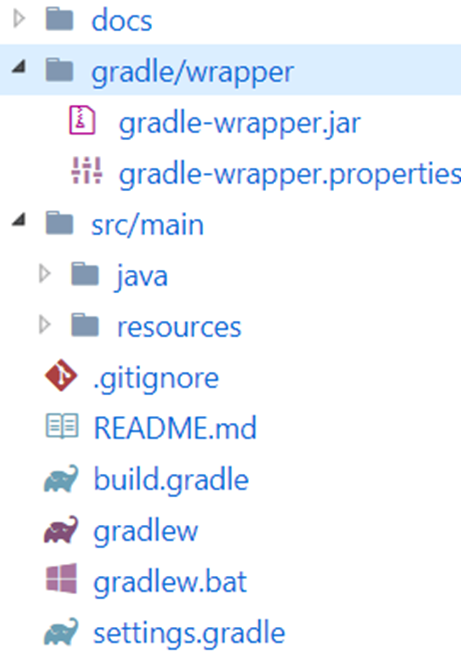 docs
gradle/wrapper
gradle-wrapper.jar
gradle-wrapper.properties
src/main
java
resources
.gitignore
README.md
build.gradle
gradlew
gradlew.bat
settings.gradle